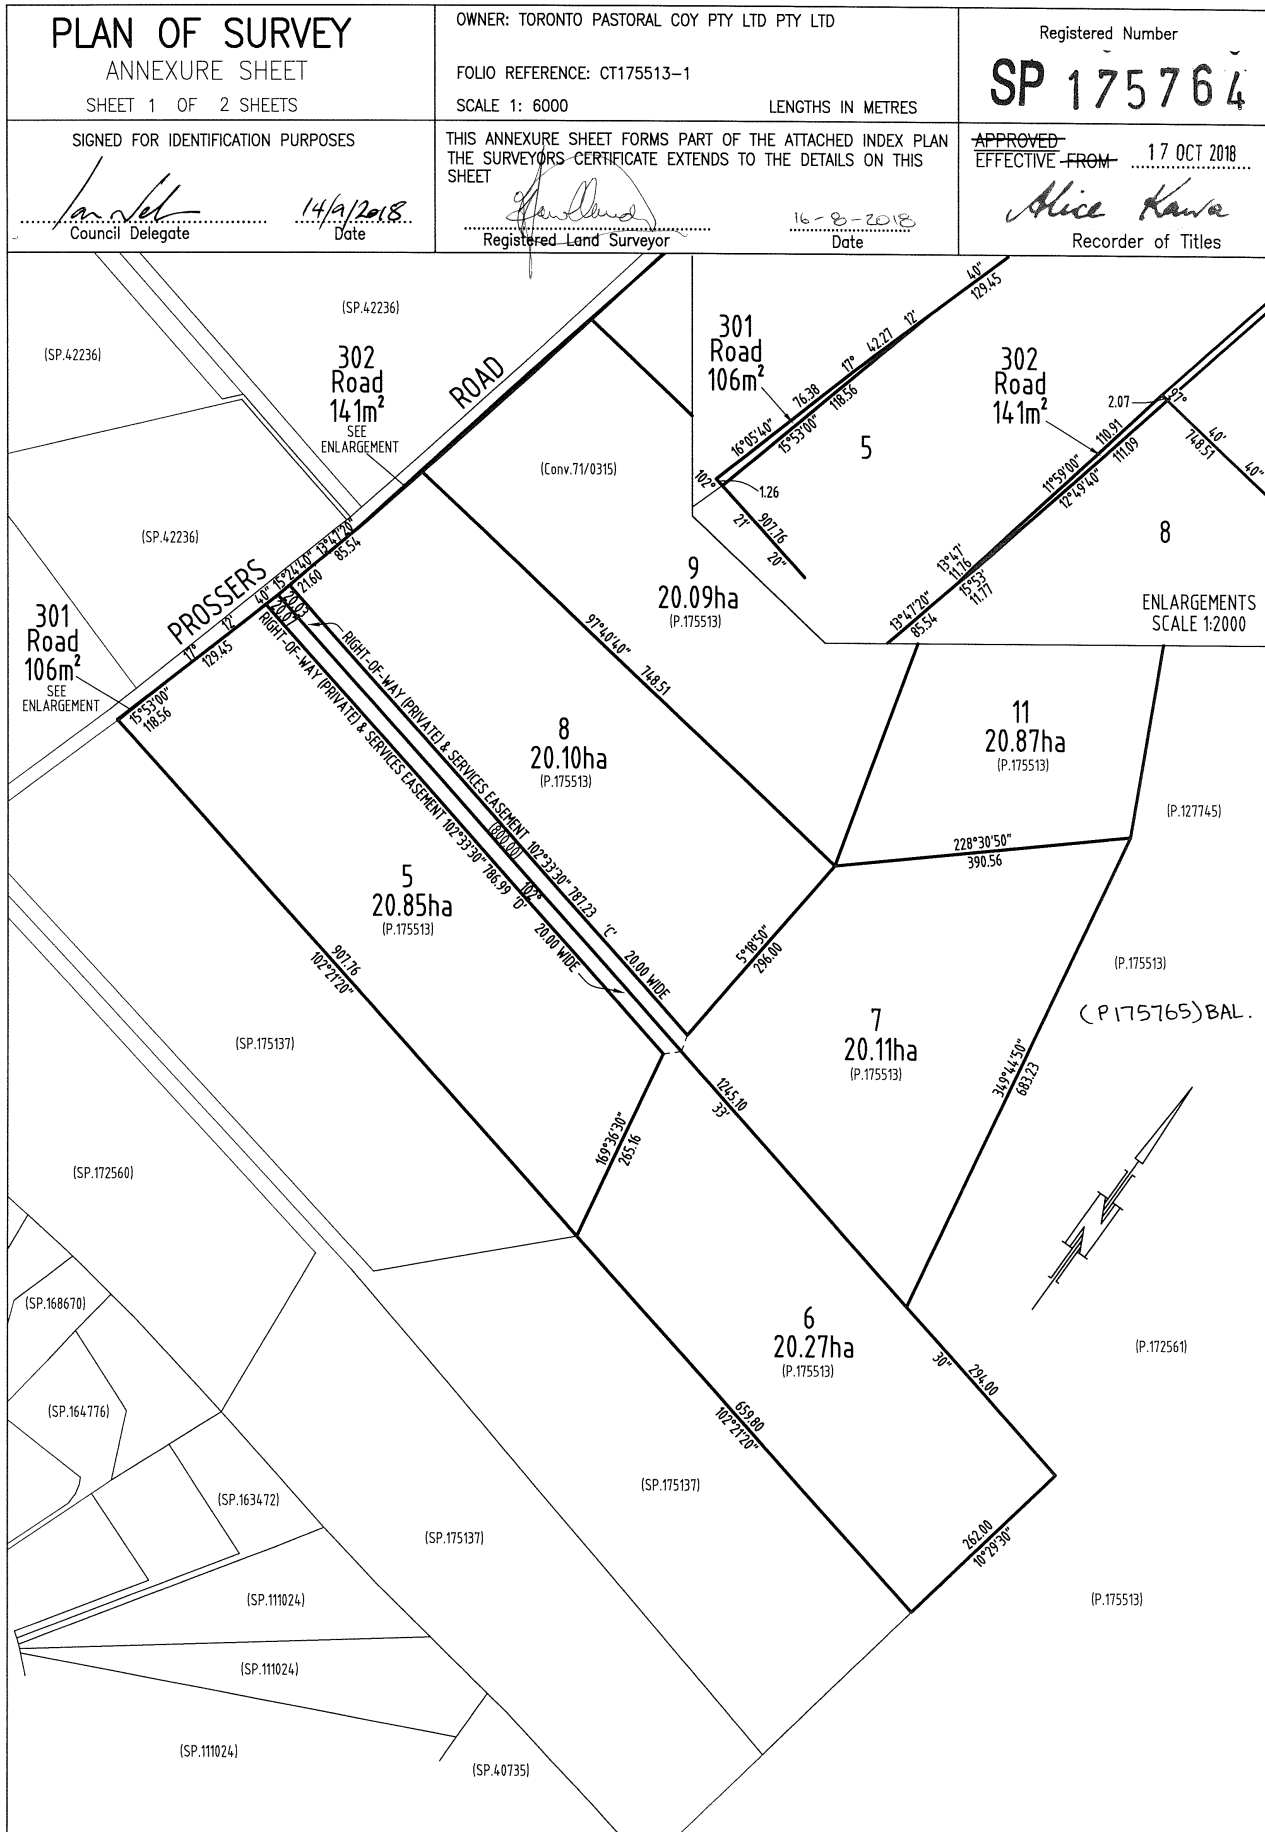 PLAN OF SURVEY
ANNEXURE SHEET
SHEET 1 OF 2 SHEETS
OWNER: TORONTO PASTORAL COY PTY LTD PTY LTD
FOLIO REFERENCE: CT175513-1
SCALE 1: 6000 LENGTHS IN METRES
Registered Number
SP 175764
SIGNED FOR IDENTIFICATION PURPOSES
14/9/2018
Council Delegate Date
THIS ANNEXURE SHEET FORMS PART OF THE ATTACHED INDEX PLAN
THE SURVEYORS CERTIFICATE EXTENDS TO THE DETAILS ON THIS
SHEET
16-8-2018
Registered Land Surveyor Date
APPROVED
EFFECTIVE FROM 17 OCT 2018
Alice Kawa
Recorder of Titles
(SP.42236)
(SP.42236)
302
Road
141m²
SEE
ENLARGEMENT
ROAD
(Conv.71/0315)
(SP.42236)
PROSSERS
301
Road
106m²
SEE
ENLARGEMENT
15°53'00"
118.56
17° 12' 40"
129.45
15°24'40"
21.60
13°47'20"
85.54
20.03
20.07
301
Road
106m²
16°05'40" 76.38
17° 42.27 12' 40"
129.45
15°53'00" 118.56
102°
1.26
21' 907.76 20"
5
302
Road
141m²
2.07
97°
40'
748.51
40"
11°59'00" 110.91
12°49'40" 111.09
13°47'
11.76
15°53'
11.77
13°47'20"
85.54
8
ENLARGEMENTS
SCALE 1:2000
9
20.09ha
(P.175513)
97°40'40" 748.51
RIGHT-OF-WAY (PRIVATE) & SERVICES EASEMENT 102°33'30" 787.23 'C' 20.00 WIDE
RIGHT-OF-WAY (PRIVATE) & SERVICES EASEMENT 102°33'30" 786.99 'D' 20.00 WIDE
(800.00)
102°
8
20.10ha
(P.175513)
11
20.87ha
(P.175513)
(P.127745)
228°30'50"
390.56
5
20.85ha
(P.175513)
907.76
102°21'20"
5°18'50"
296.00
(P.175513)
(P175765) BAL.
7
20.11ha
(P.175513)
349°44'50"
683.23
(SP.175137)
1245.10
33'
169°36'30"
265.16
(SP.172560)
N
(SP.168670)
6
20.27ha
(P.175513)
(P.172561)
30" 294.00
(SP.164776)
659.80
102°21'20"
(SP.175137)
(SP.163472)
(SP.175137)
262.00
10°29'30"
(SP.111024)
(P.175513)
(SP.111024)
(SP.111024)
(SP.40735)